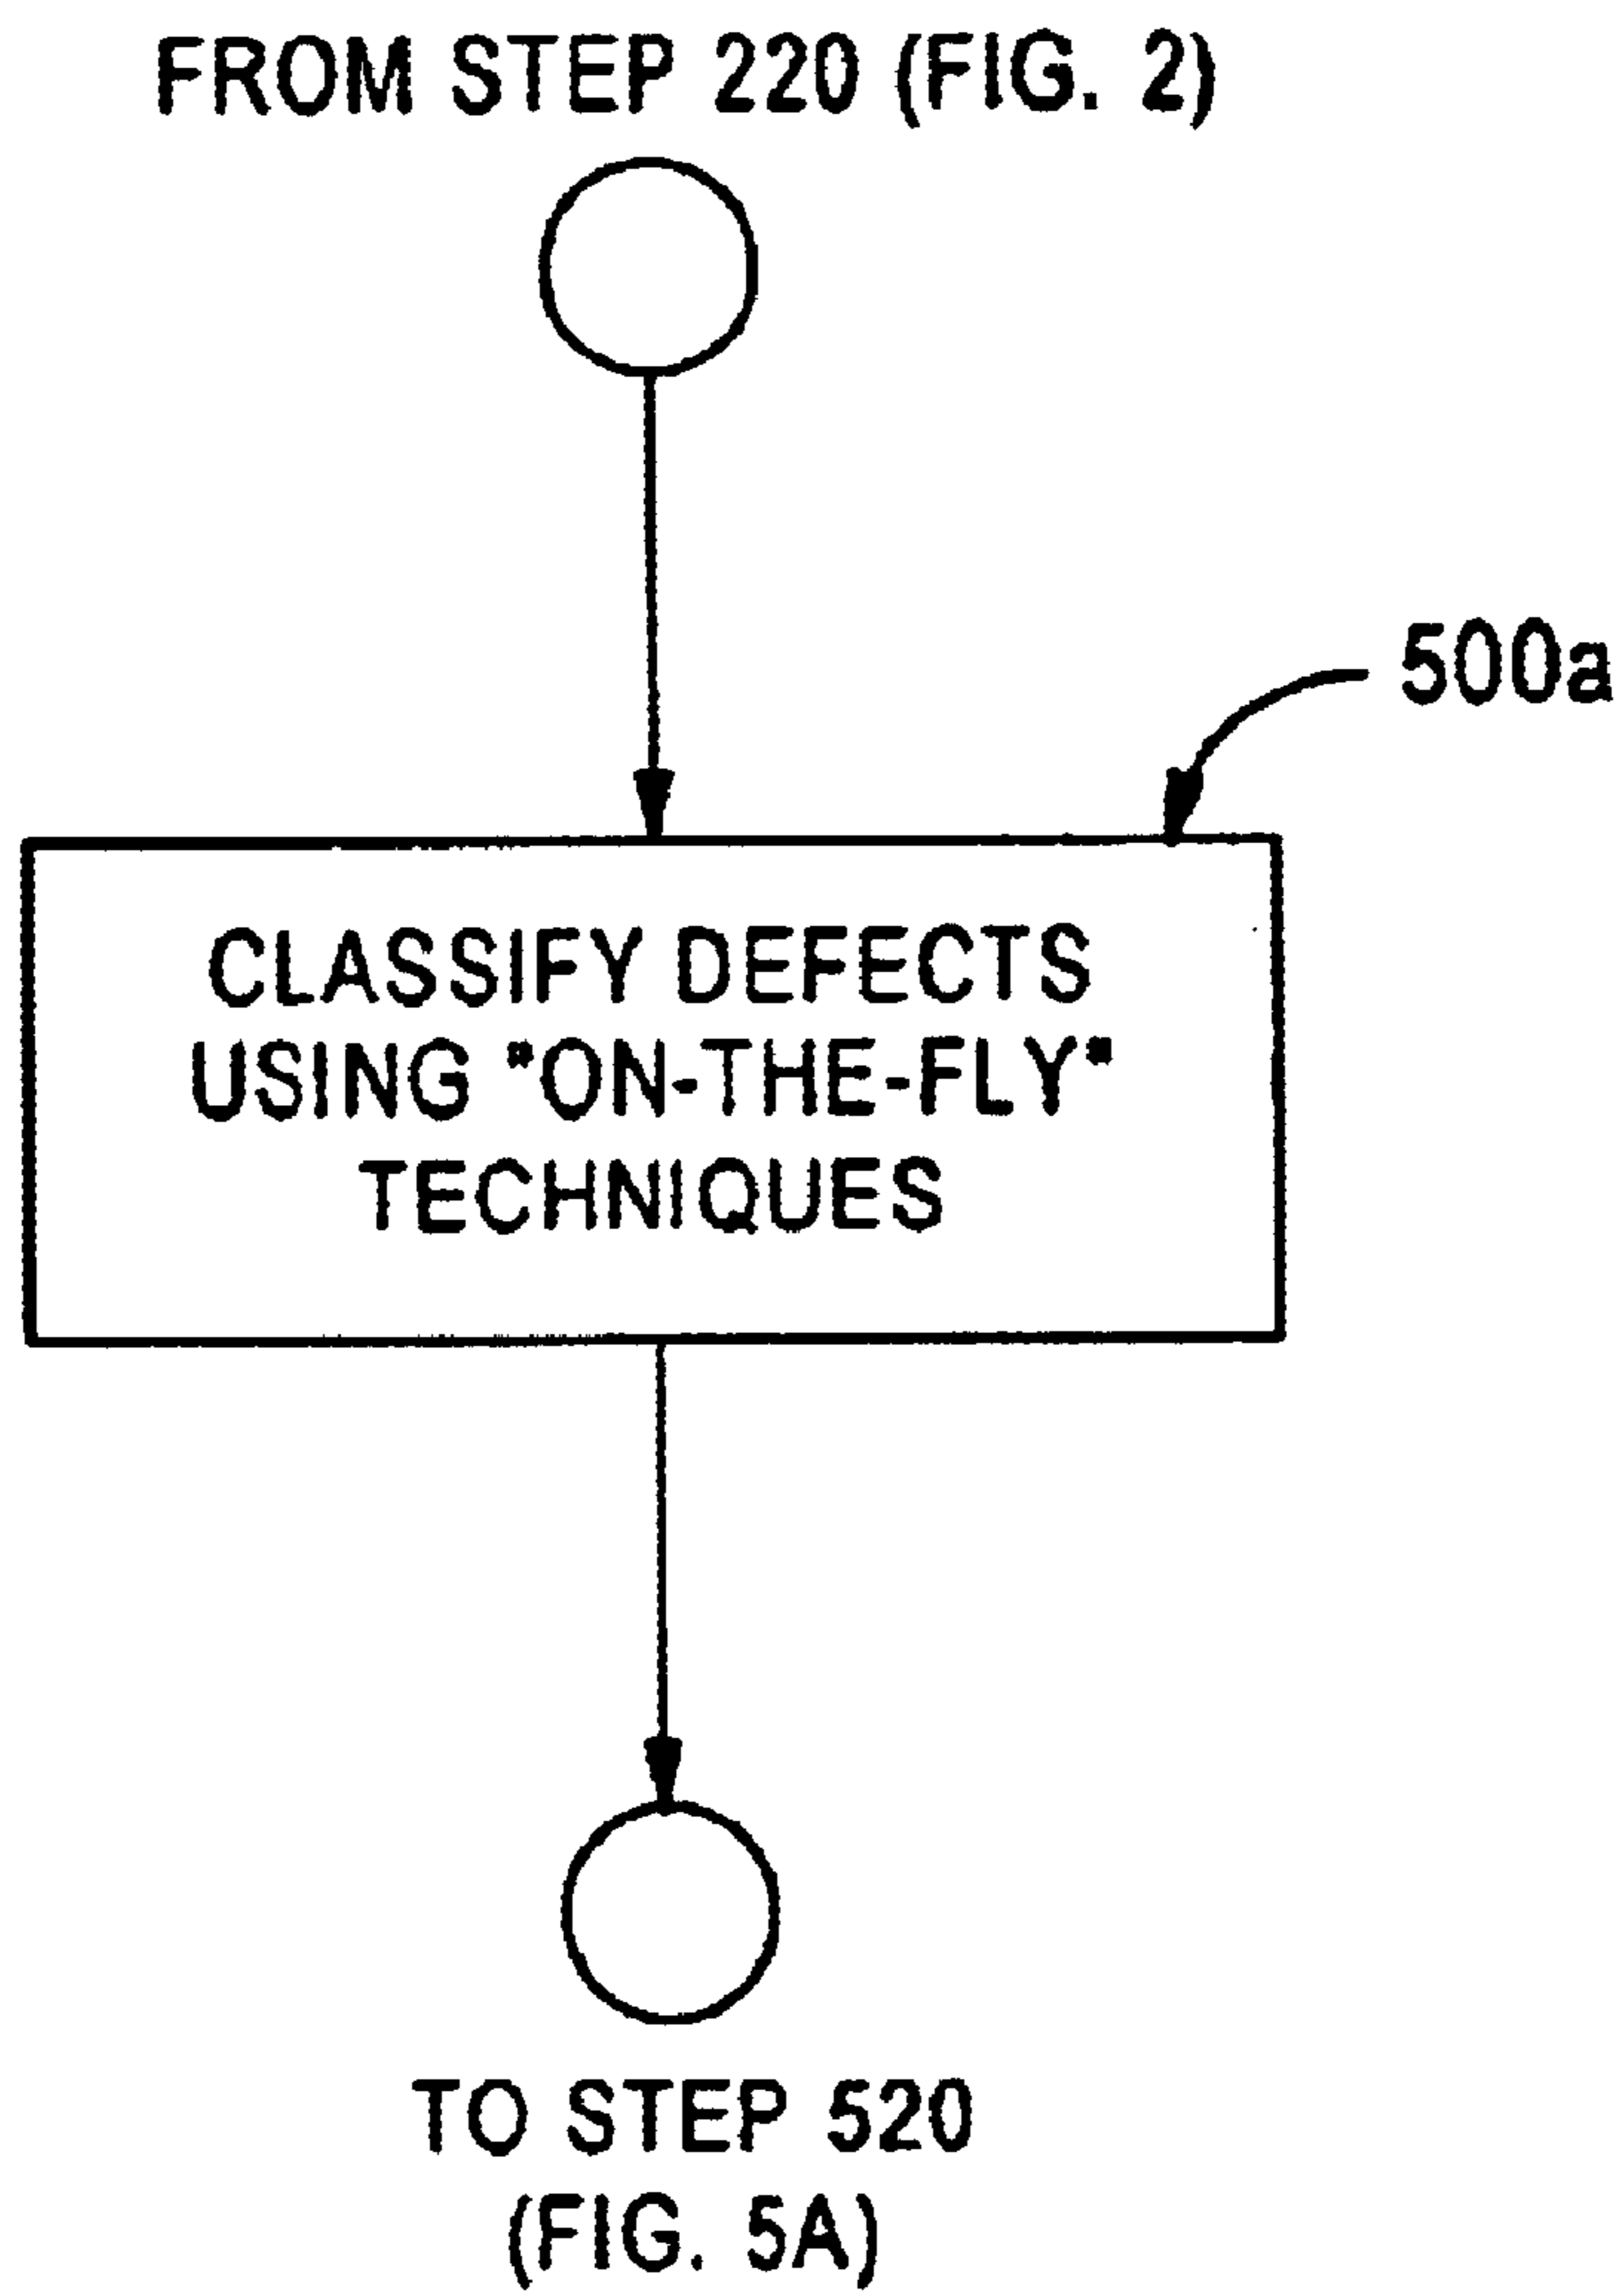 FROM STEP 220 (FIG. 2)
500a
CLASSIFY DEFECTS
USING "ON-THE-FLY"
TECHNIQUES
TO STEP 520
(FIG. 5A)